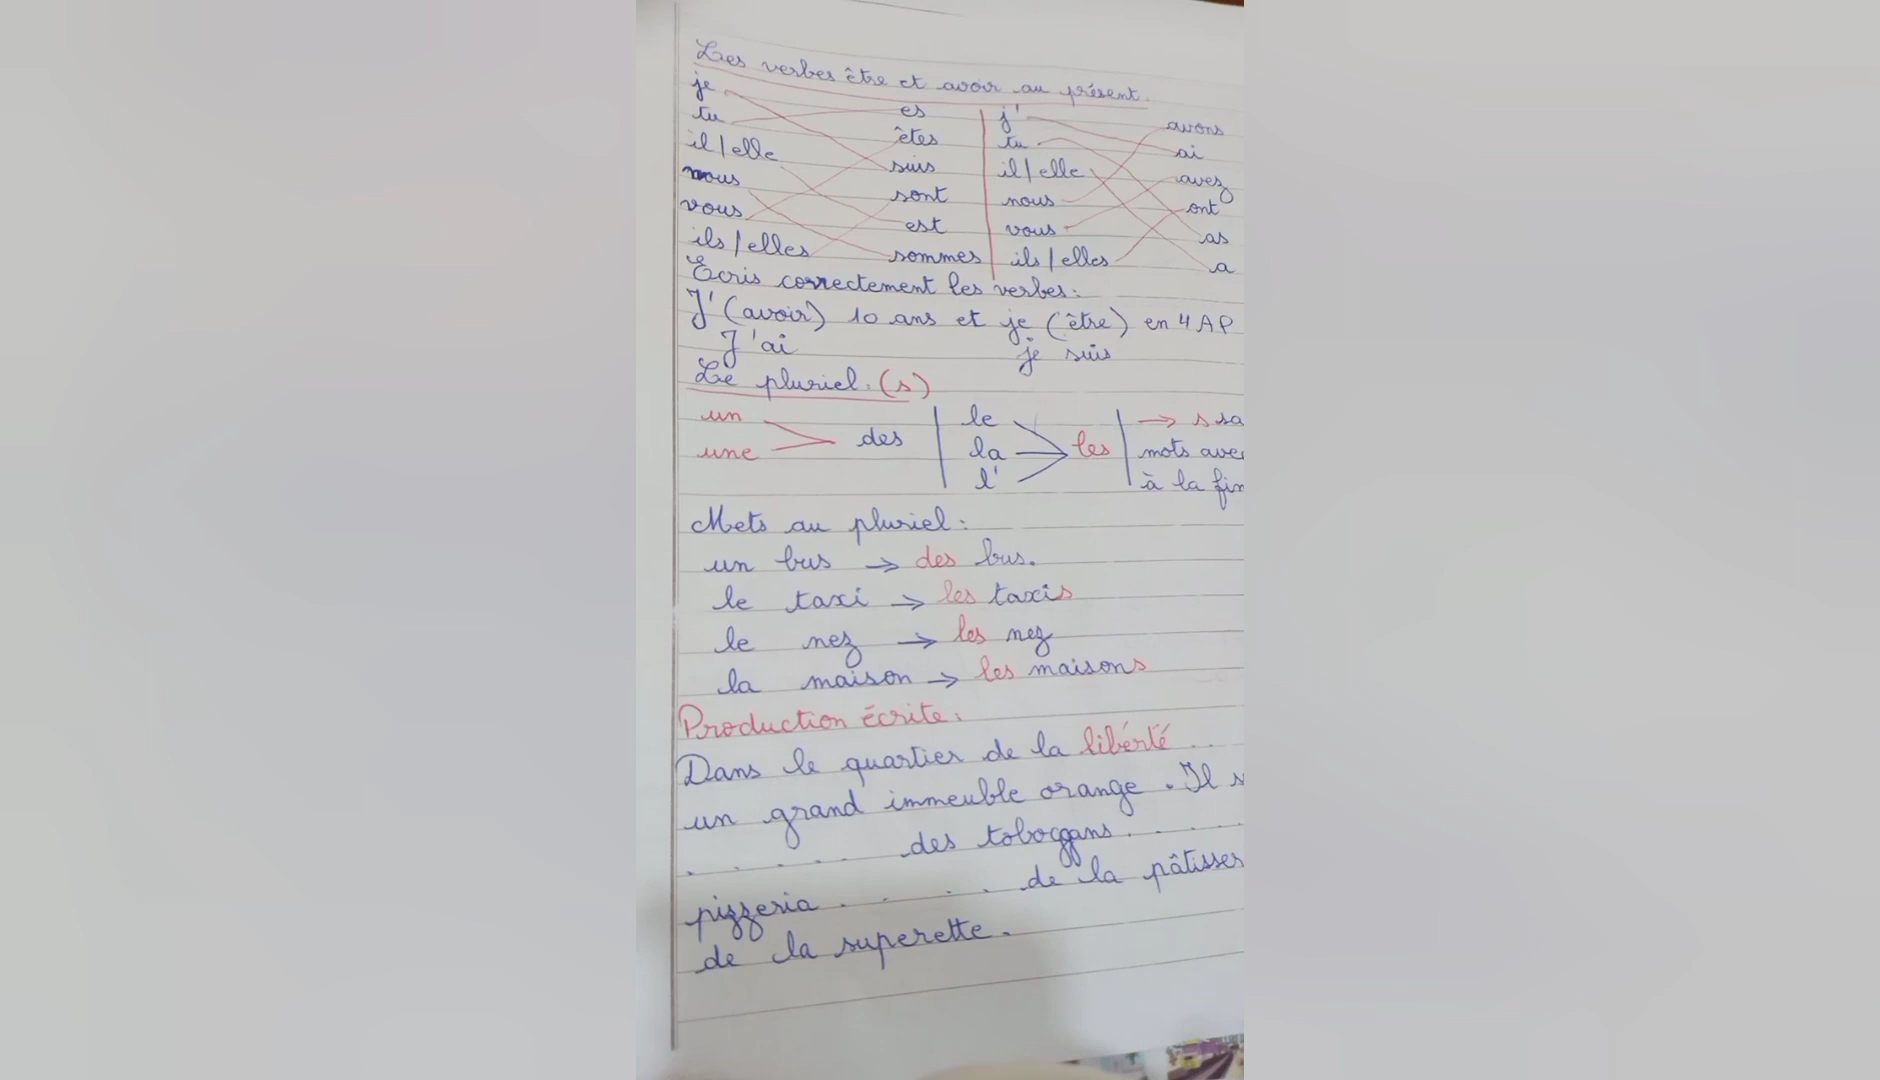 Les verbes être et avoir au présent.
je es j' avons
tu êtes tu ai
il/elle suis il/elle avez
nous sont nous ont
vous est vous as
ils/elles sommes ils/elles a
Écris correctement les verbes:
J'(avoir) 10 ans et je (être) en 4 AP
J'ai je suis
Le pluriel. (s)
un le → s
une des la les mots
l' à la fin
Mets au pluriel:
un bus → des bus.
le taxi → les taxis
le nez → les nez
la maison → les maisons
Production écrite.
Dans le quartier de la liberté ..
un grand immeuble orange. Il
..... des toboggans .....
pizzeria .... de la
de la superette.